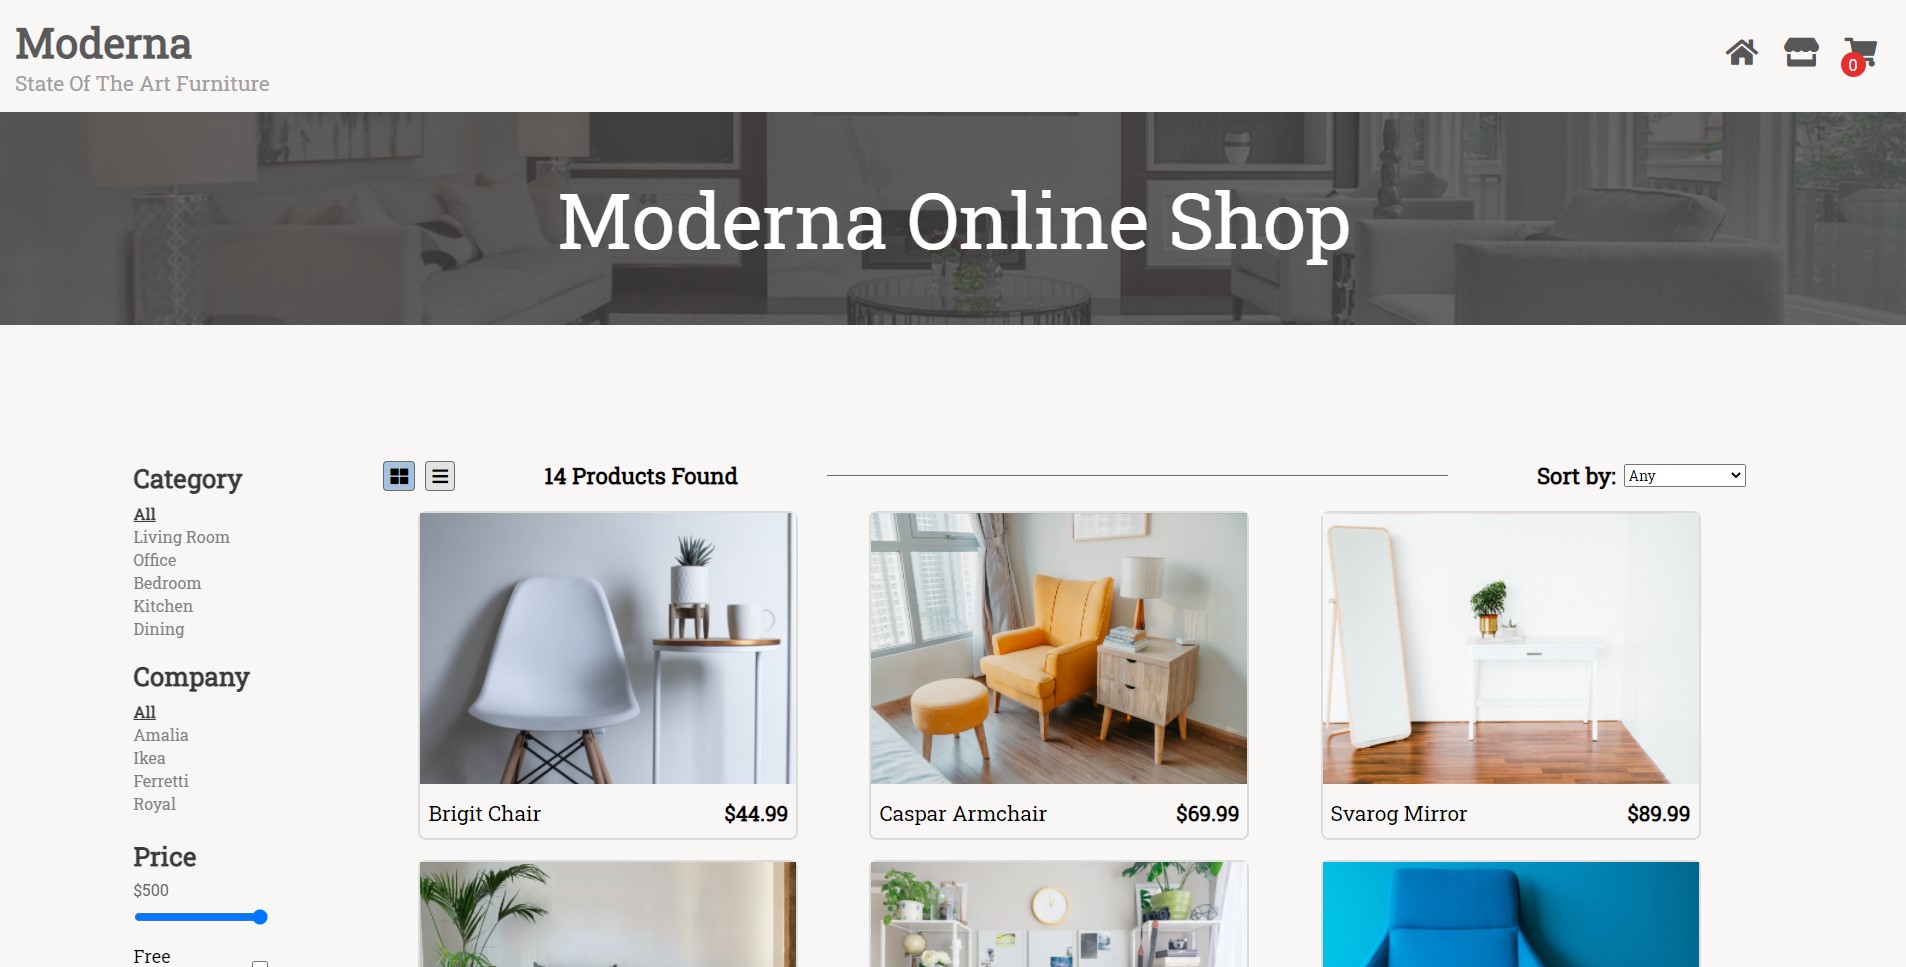 Moderna
State Of The Art Furniture
0
Moderna Online Shop
Category
All
Living Room
Office
Bedroom
Kitchen
Dining
Company
All
Amalia
Ikea
Ferretti
Royal
Price
$500
Free
14 Products Found
Sort by: Any
Brigit Chair $44.99
Caspar Armchair $69.99
Svarog Mirror $89.99